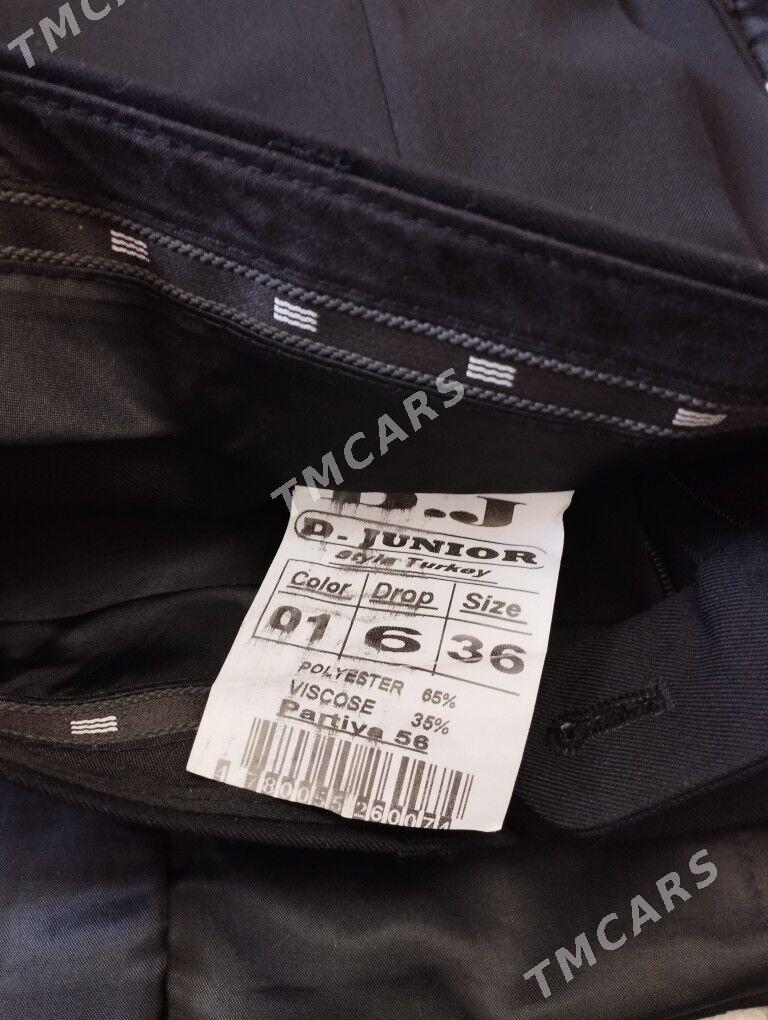 TMCARS
TMCARS
D.J
D - JUNIOR
Style Turkey
Color Drop Size
01 6 36
POLYESTER 65%
VISCOSE 35%
Partiya 56
TMCARS